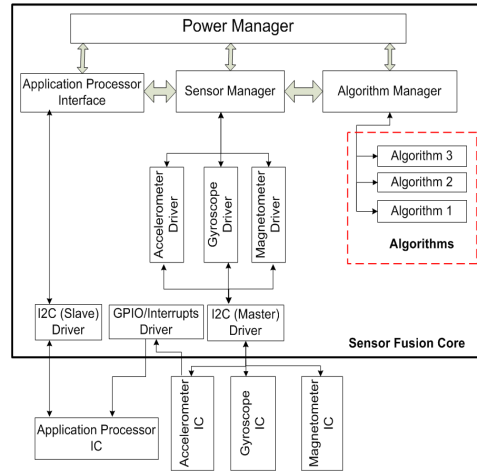 Power Manager
Application Processor
Interface
Sensor Manager
Algorithm Manager
Algorithm 3
Algorithm 2
Algorithm 1
Algorithms
Accelerometer
Driver
Gyroscope
Driver
Magnetometer
Driver
I2C (Slave)
Driver
GPIO/Interrupts
Driver
I2C (Master)
Driver
Sensor Fusion Core
Application Processor
IC
Accelerometer
IC
Gyroscope
IC
Magnetometer
IC